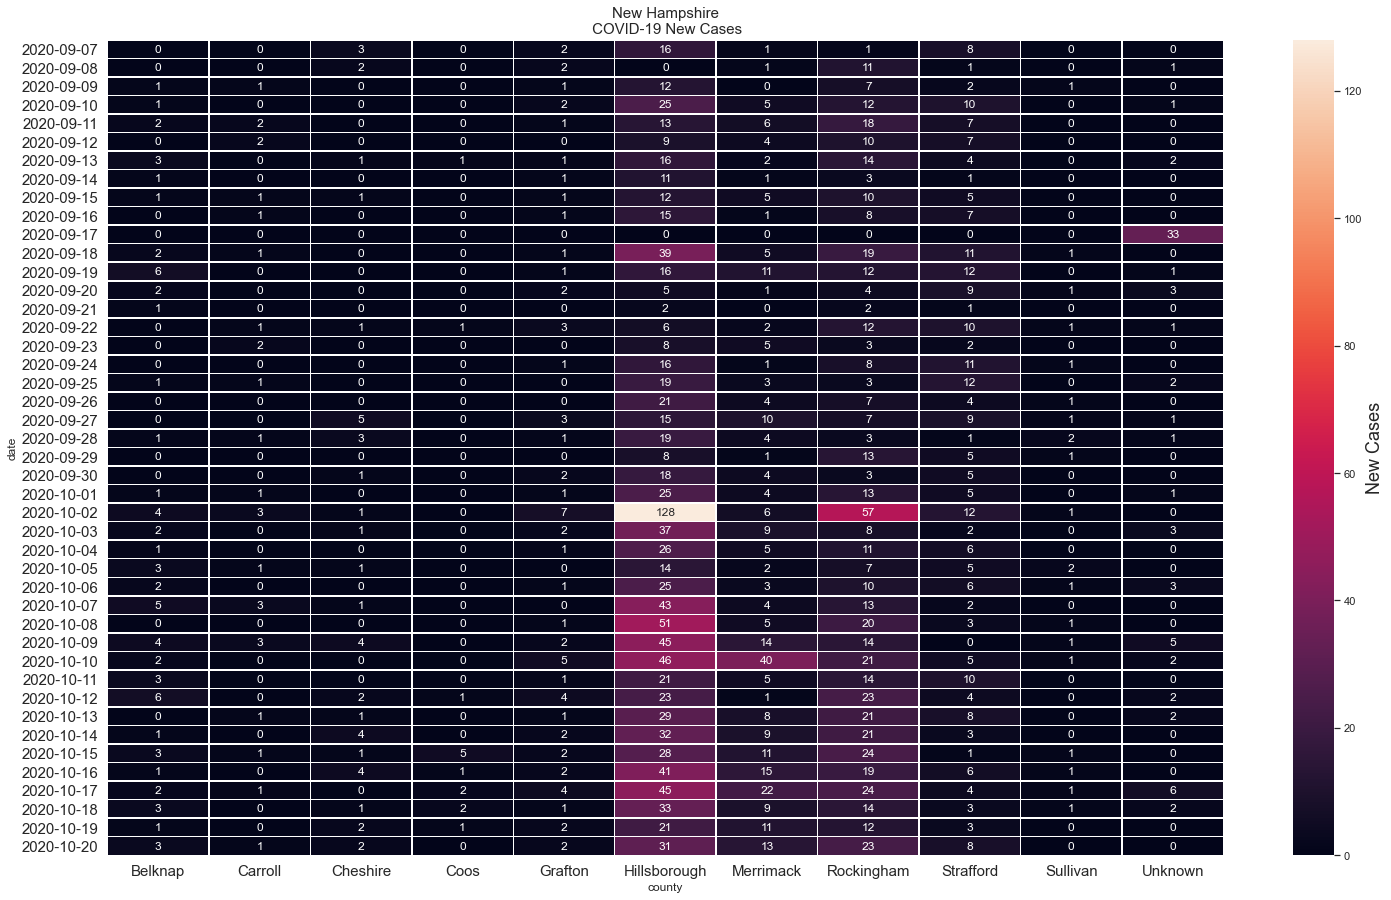 New Hampshire
COVID-19 New Cases
2020-09-07 0 0 3 0 2 16 1 1 8 0 0
2020-09-08 0 0 2 0 2 0 1 11 1 0 1
2020-09-09 1 1 0 0 1 12 0 7 2 1 0
2020-09-10 1 0 0 0 2 25 5 12 10 0 1
2020-09-11 2 2 0 0 1 13 6 18 7 0 0
2020-09-12 0 2 0 0 0 9 4 10 7 0 0
2020-09-13 3 0 1 1 1 16 2 14 4 0 2
2020-09-14 1 0 0 0 1 11 1 3 1 0 0
2020-09-15 1 1 1 0 1 12 5 10 5 0 0
2020-09-16 0 1 0 0 1 15 1 8 7 0 0
2020-09-17 0 0 0 0 0 0 0 0 0 0 33
2020-09-18 2 1 0 0 1 39 5 19 11 1 0
2020-09-19 6 0 0 0 1 16 11 12 12 0 1
2020-09-20 2 0 0 0 2 5 1 4 9 1 3
2020-09-21 1 0 0 0 0 2 0 2 1 0 0
2020-09-22 0 1 1 1 3 6 2 12 10 1 1
2020-09-23 0 2 0 0 0 8 5 3 2 0 0
2020-09-24 0 0 0 0 1 16 1 8 11 1 0
2020-09-25 1 1 0 0 0 19 3 3 12 0 2
2020-09-26 0 0 0 0 0 21 4 7 4 1 0
2020-09-27 0 0 5 0 3 15 10 7 9 1 1
2020-09-28 1 1 3 0 1 19 4 3 1 2 1
2020-09-29 0 0 0 0 0 8 1 13 5 1 0
2020-09-30 0 0 1 0 2 18 4 3 5 0 0
2020-10-01 1 1 0 0 1 25 4 13 5 0 1
2020-10-02 4 3 1 0 7 128 6 57 12 1 0
2020-10-03 2 0 1 0 2 37 9 8 2 0 3
2020-10-04 1 0 0 0 1 26 5 11 6 0 0
2020-10-05 3 1 1 0 0 14 2 7 5 2 0
2020-10-06 2 0 0 0 1 25 3 10 6 1 3
2020-10-07 5 3 1 0 0 43 4 13 2 0 0
2020-10-08 0 0 0 0 1 51 5 20 3 1 0
2020-10-09 4 3 4 0 2 45 14 14 0 1 5
2020-10-10 2 0 0 0 5 46 40 21 5 1 2
2020-10-11 3 0 0 0 1 21 5 14 10 0 0
2020-10-12 6 0 2 1 4 23 1 23 4 0 2
2020-10-13 0 1 1 0 1 29 8 21 8 0 2
2020-10-14 1 0 4 0 2 32 9 21 3 0 0
2020-10-15 3 1 1 5 2 28 11 24 1 1 0
2020-10-16 1 0 4 1 2 41 15 19 6 1 0
2020-10-17 2 1 0 2 4 45 22 24 4 1 6
2020-10-18 3 0 1 2 1 33 9 14 3 1 2
2020-10-19 1 0 2 1 2 21 11 12 3 0 0
2020-10-20 3 1 2 0 2 31 13 23 8 0 0
Belknap Carroll Cheshire Coos Grafton Hillsborough Merrimack Rockingham Strafford Sullivan Unknown
county
date
120
100
80
60
40
20
0
New Cases